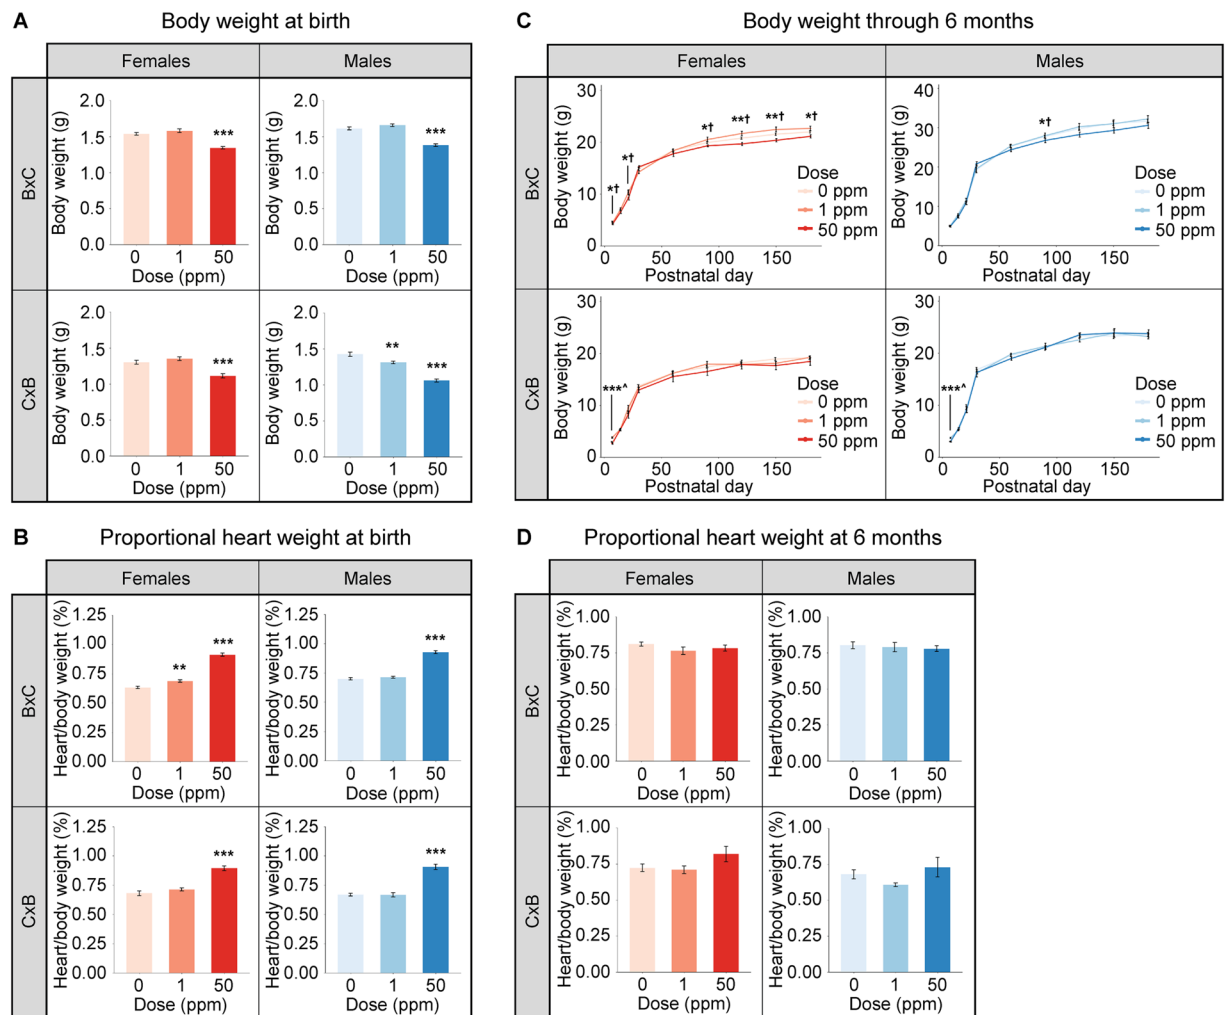 A Body weight at birth
Females Males
BxC
Body weight (g)
2.0
1.5
1.0
0.5
0.0
***
0 1 50
Dose (ppm)
Body weight (g)
2.0
1.5
1.0
0.5
0.0
***
0 1 50
Dose (ppm)
CxB
Body weight (g)
2.0
1.5
1.0
0.5
0.0
***
0 1 50
Dose (ppm)
Body weight (g)
2.0
1.5
1.0
0.5
0.0
**
***
0 1 50
Dose (ppm)
C Body weight through 6 months
Females Males
BxC
Body weight (g)
30
20
10
0
*† *† *† **† **† *†
Dose
0 ppm
1 ppm
50 ppm
0 50 100 150
Postnatal day
Body weight (g)
40
30
20
10
0
*†
Dose
0 ppm
1 ppm
50 ppm
0 50 100 150
Postnatal day
CxB
Body weight (g)
30
20
10
0
***^
Dose
0 ppm
1 ppm
50 ppm
0 50 100 150
Postnatal day
Body weight (g)
30
20
10
0
***^
Dose
0 ppm
1 ppm
50 ppm
0 50 100 150
Postnatal day
B Proportional heart weight at birth
Females Males
BxC
Heart/body weight (%)
1.25
1.00
0.75
0.50
0.25
0.00
**
***
0 1 50
Dose (ppm)
Heart/body weight (%)
1.25
1.00
0.75
0.50
0.25
0.00
***
0 1 50
Dose (ppm)
CxB
Heart/body weight (%)
1.25
1.00
0.75
0.50
0.25
0.00
***
0 1 50
Dose (ppm)
Heart/body weight (%)
1.25
1.00
0.75
0.50
0.25
0.00
***
0 1 50
Dose (ppm)
D Proportional heart weight at 6 months
Females Males
BxC
Heart/body weight (%)
1.00
0.75
0.50
0.25
0.00
0 1 50
Dose (ppm)
Heart/body weight (%)
1.00
0.75
0.50
0.25
0.00
0 1 50
Dose (ppm)
CxB
Heart/body weight (%)
1.00
0.75
0.50
0.25
0.00
0 1 50
Dose (ppm)
Heart/body weight (%)
1.00
0.75
0.50
0.25
0.00
0 1 50
Dose (ppm)